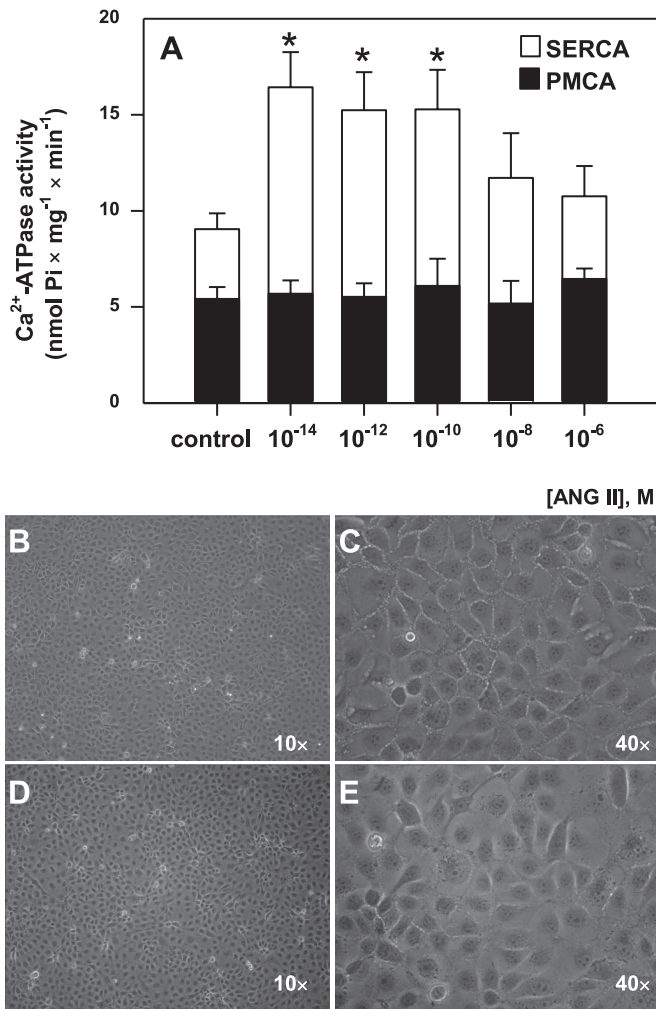 20
A
* * *
SERCA
PMCA
15
10
5
0
Ca²⁺-ATPase activity
(nmol Pi × mg⁻¹ × min⁻¹)
control 10⁻¹⁴ 10⁻¹² 10⁻¹⁰ 10⁻⁸ 10⁻⁶
[ANG II], M
B
10×
C
40×
D
10×
E
40×